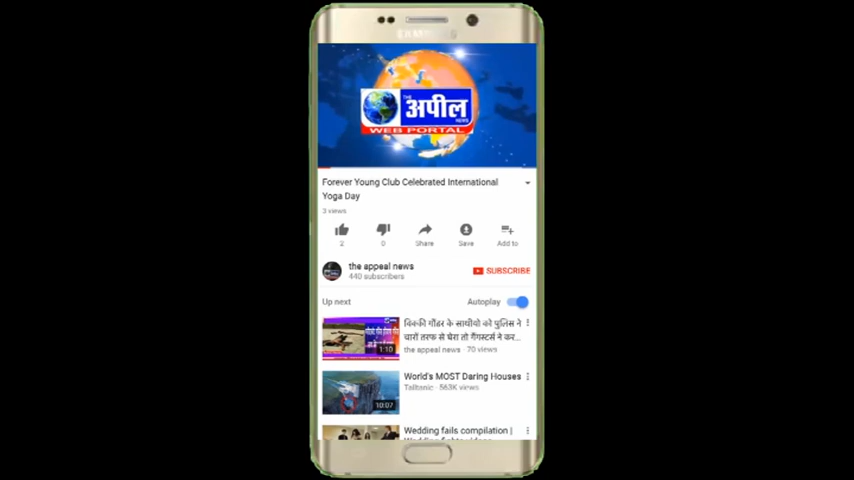 SAMSUNG
THE
अपील
NEWS
WEB PORTAL
Forever Young Club Celebrated International
Yoga Day
3 views
2
0
Share
Save
Add to
the appeal news
440 subscribers
SUBSCRIBE
Up next
Autoplay
विक्की गौंडर के साथीयो को पुलिस ने
चारों तरफ से घेरा तो गैंगस्टर्स ने कर...
the appeal news · 70 views
1:10
World's MOST Daring Houses
Talltanic · 563K views
10:07
Wedding fails compilation |